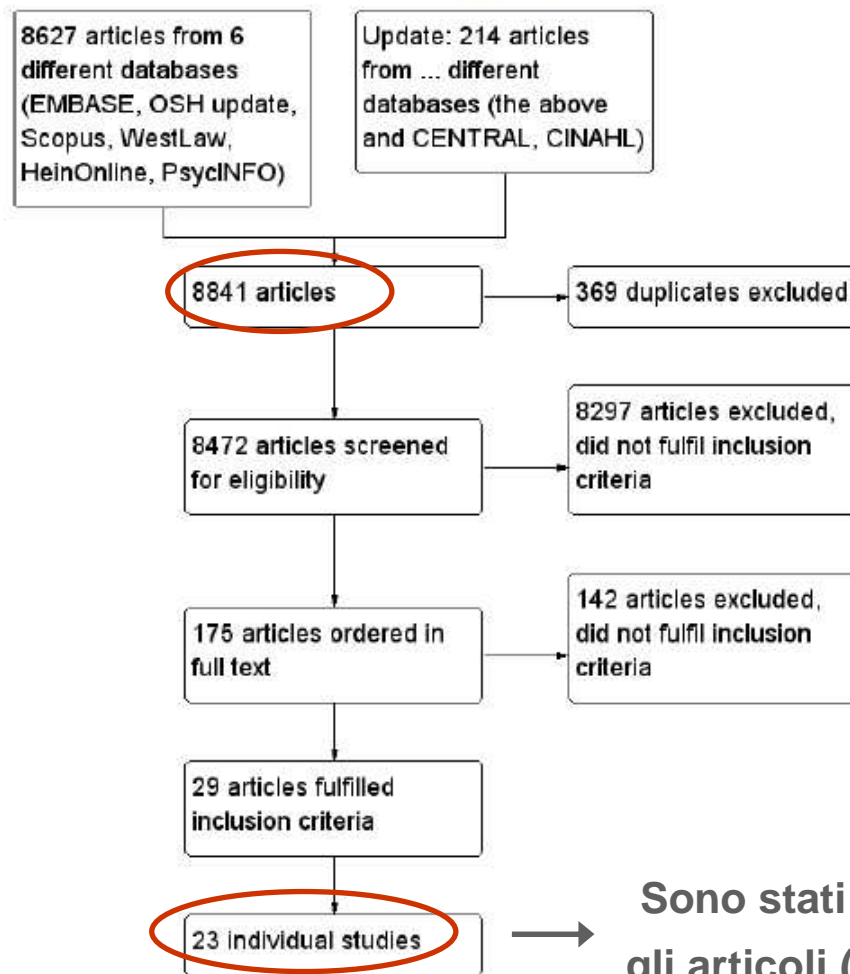 8627 articles from 6
different databases
(EMBASE, OSH update,
Scopus, WestLaw,
HeinOnline, PsycINFO)
Update: 214 articles
from ... different
databases (the above
and CENTRAL, CINAHL)
8841 articles
369 duplicates excluded
8472 articles screened
for eligibility
8297 articles excluded,
did not fulfil inclusion
criteria
175 articles ordered in
full text
142 articles excluded,
did not fulfil inclusion
criteria
29 articles fulfilled
inclusion criteria
23 individual studies
Sono stati
gli articoli (